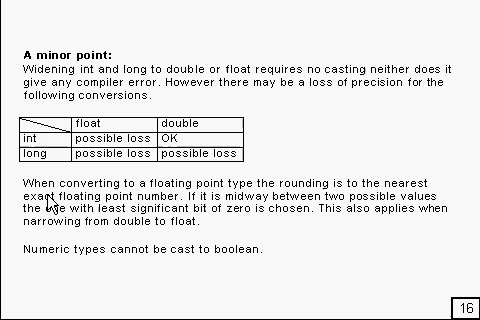 A minor point:
Widening int and long to double or float requires no casting neither does it
give any compiler error. However there may be a loss of precision for the
following conversions.
float double
int possible loss OK
long possible loss possible loss
When converting to a floating point type the rounding is to the nearest
exact floating point number. If it is midway between two possible values
the one with least significant bit of zero is chosen. This also applies when
narrowing from double to float.
Numeric types cannot be cast to boolean.
16